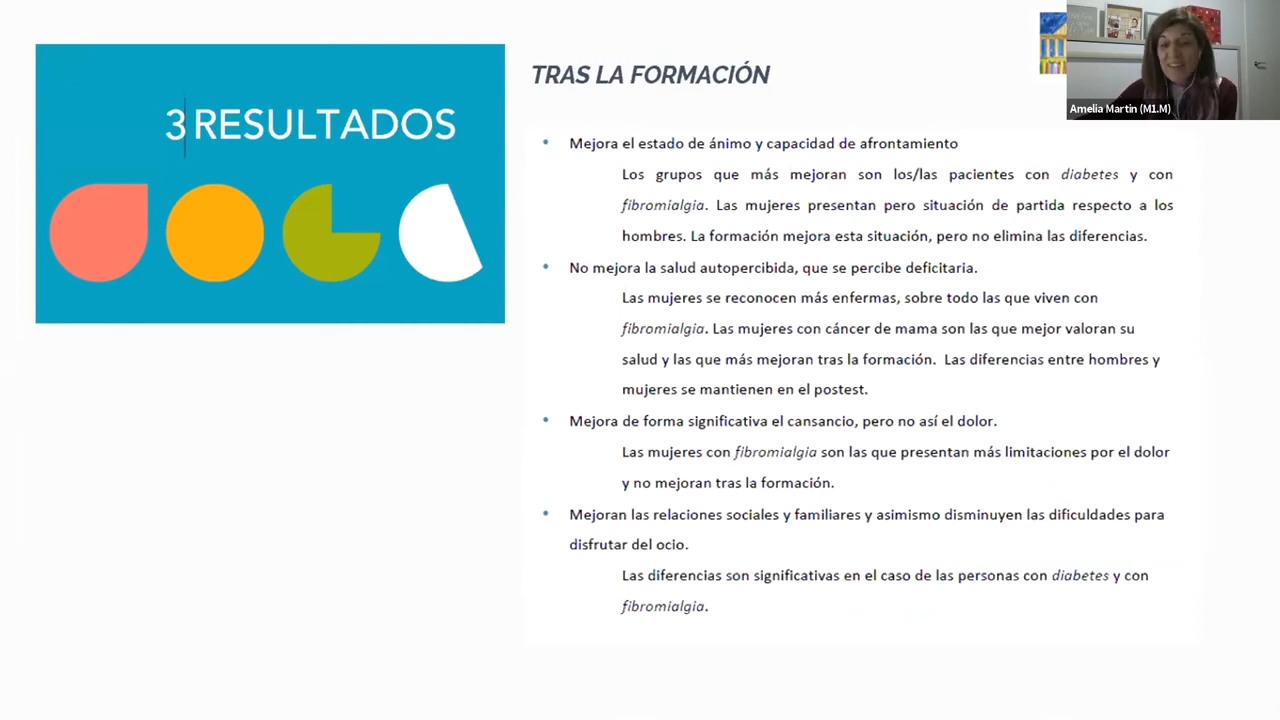 3 RESULTADOS
TRAS LA FORMACIÓN
Amelia Martín (M1.M)
• Mejora el estado de ánimo y capacidad de afrontamiento
Los grupos que más mejoran son los/las pacientes con diabetes y con
fibromialgia. Las mujeres presentan pero situación de partida respecto a los
hombres. La formación mejora esta situación, pero no elimina las diferencias.
• No mejora la salud autopercibida, que se percibe deficitaria.
Las mujeres se reconocen más enfermas, sobre todo las que viven con
fibromialgia. Las mujeres con cáncer de mama son las que mejor valoran su
salud y las que más mejoran tras la formación. Las diferencias entre hombres y
mujeres se mantienen en el postest.
• Mejora de forma significativa el cansancio, pero no así el dolor.
Las mujeres con fibromialgia son las que presentan más limitaciones por el dolor
y no mejoran tras la formación.
• Mejoran las relaciones sociales y familiares y asimismo disminuyen las dificultades para
disfrutar del ocio.
Las diferencias son significativas en el caso de las personas con diabetes y con
fibromialgia.